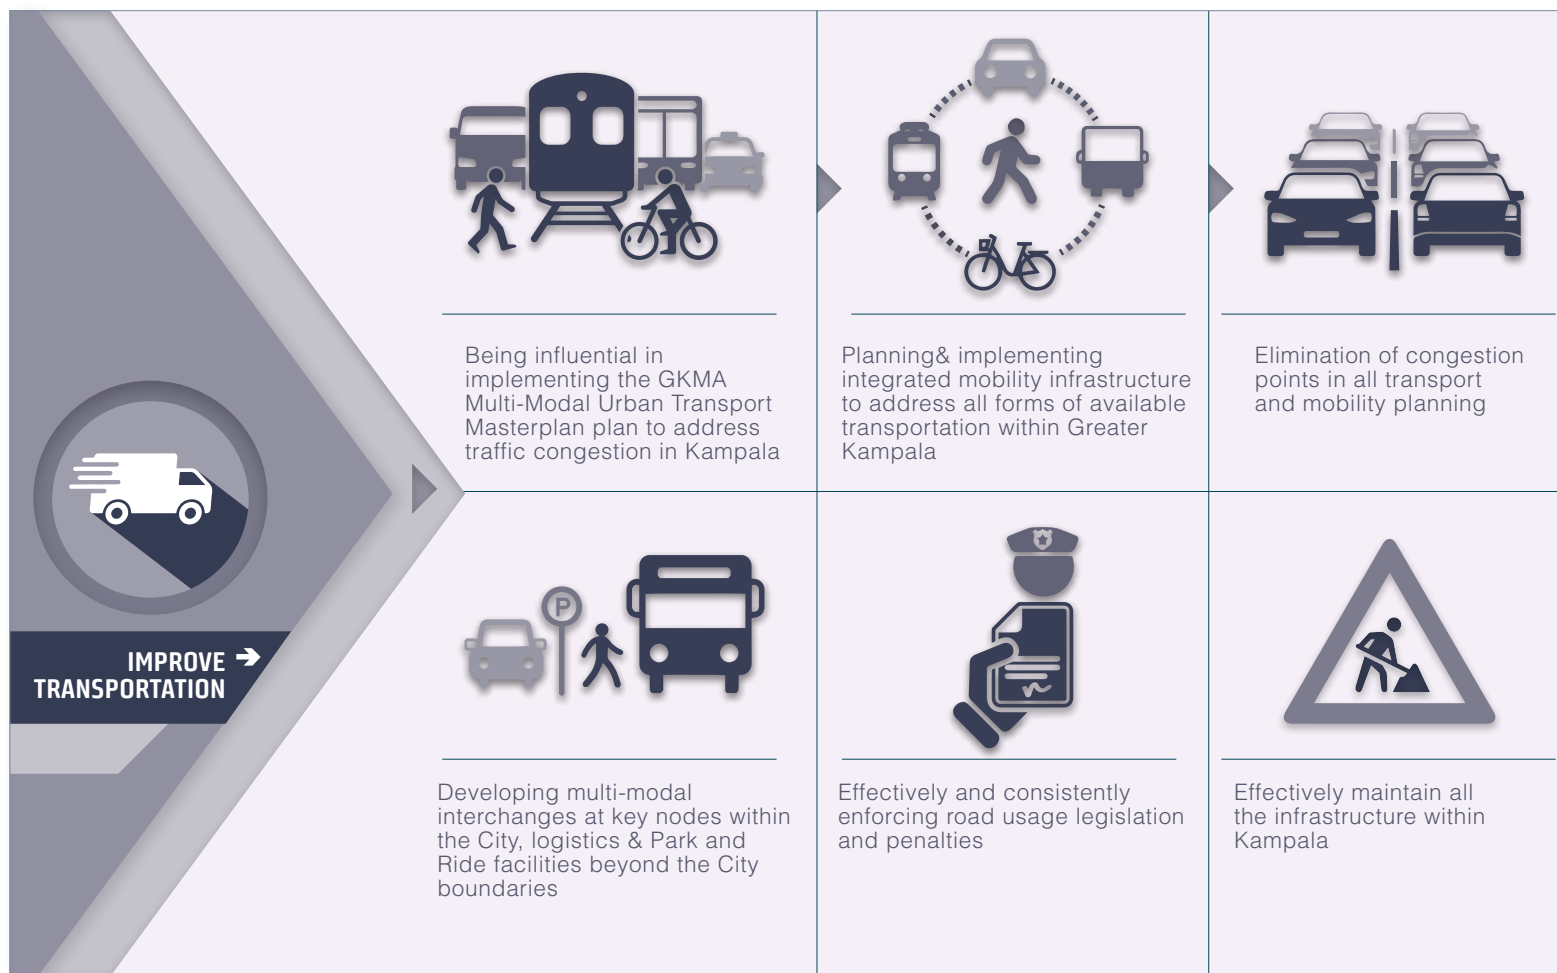 IMPROVE ➔
TRANSPORTATION
Being influential in
implementing the GKMA
Multi-Modal Urban Transport
Masterplan plan to address
traffic congestion in Kampala
Planning& implementing
integrated mobility infrastructure
to address all forms of available
transportation within Greater
Kampala
Elimination of congestion
points in all transport
and mobility planning
P
Developing multi-modal
interchanges at key nodes within
the City, logistics & Park and
Ride facilities beyond the City
boundaries
Effectively and consistently
enforcing road usage legislation
and penalties
Effectively maintain all
the infrastructure within
Kampala